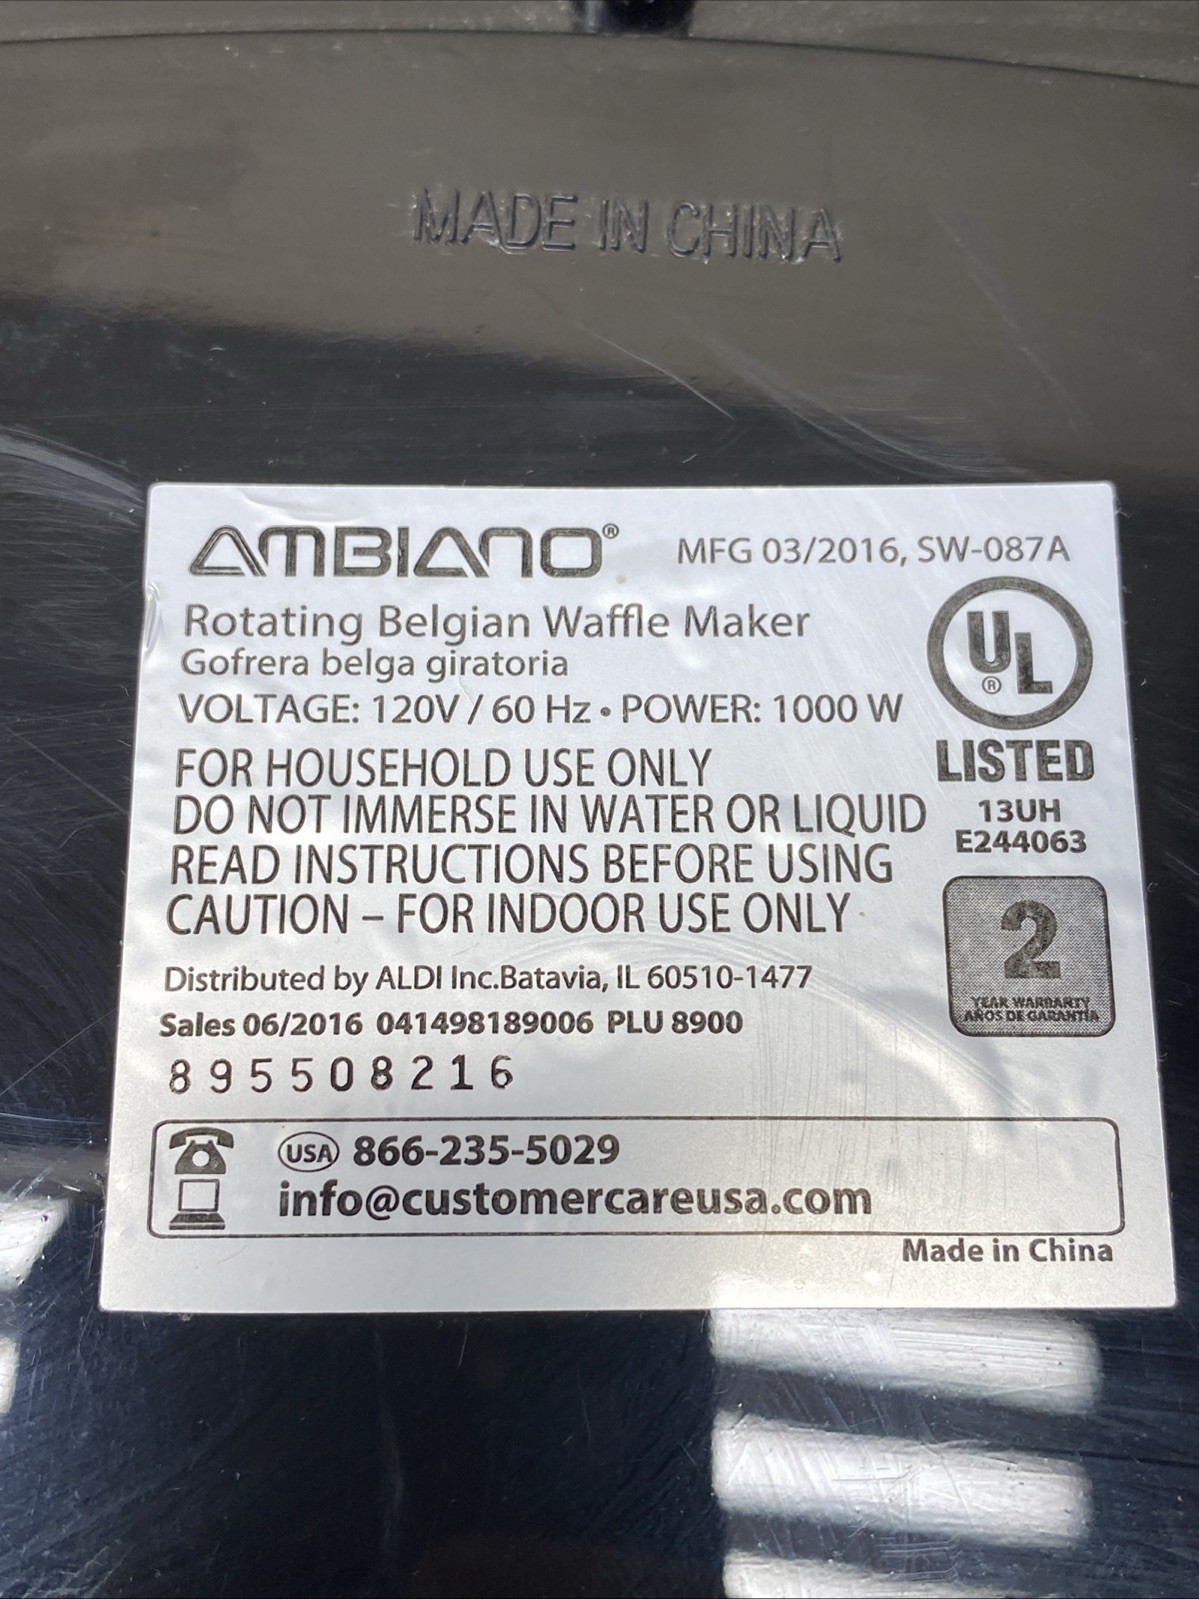 MADE IN CHINA
AMBIANO® MFG 03/2016, SW-087A
Rotating Belgian Waffle Maker
Gofrera belga giratoria
VOLTAGE: 120V / 60 Hz • POWER: 1000 W
UL ®
LISTED
13UH
E244063
FOR HOUSEHOLD USE ONLY
DO NOT IMMERSE IN WATER OR LIQUID
READ INSTRUCTIONS BEFORE USING
CAUTION – FOR INDOOR USE ONLY
2
YEAR WARRANTY
AÑOS DE GARANTÍA
Distributed by ALDI Inc.Batavia, IL 60510-1477
Sales 06/2016 041498189006 PLU 8900
895508216
USA 866-235-5029
info@customercareusa.com
Made in China